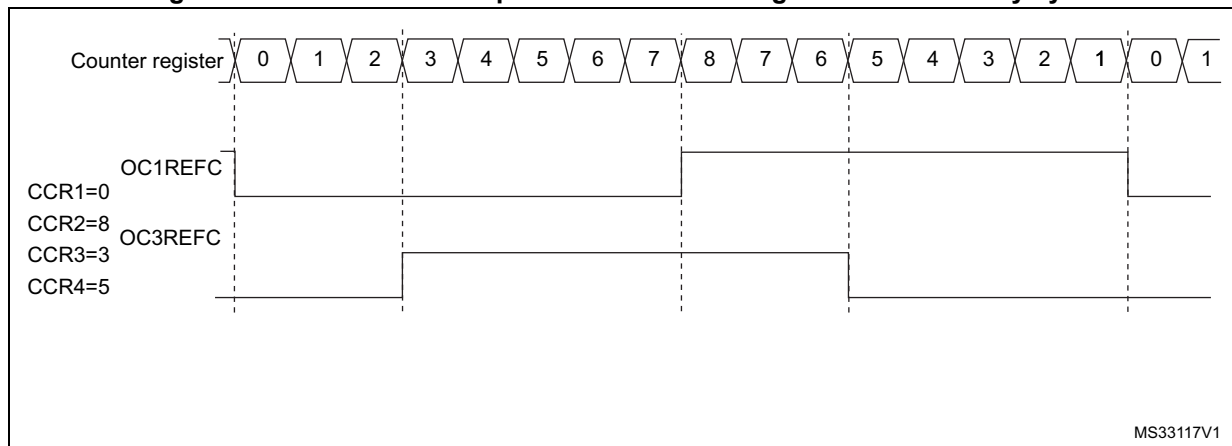 Counter register 0 1 2 3 4 5 6 7 8 7 6 5 4 3 2 1 0 1
OC1REFC
CCR1=0
CCR2=8
OC3REFC
CCR3=3
CCR4=5
MS33117V1